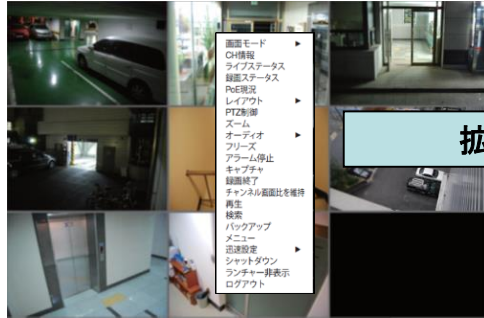 画面モード
CH情報
ライブステータス
録画ステータス
PoE現況
レイアウト
PTZ制御
ズーム
オーディオ
フリーズ
アラーム停止
キャプチャ
録画終了
チャンネル画面比を維持
再生
検索
バックアップ
メニュー
迅速設定
シャットダウン
ランチャー非表示
ログアウト
拡